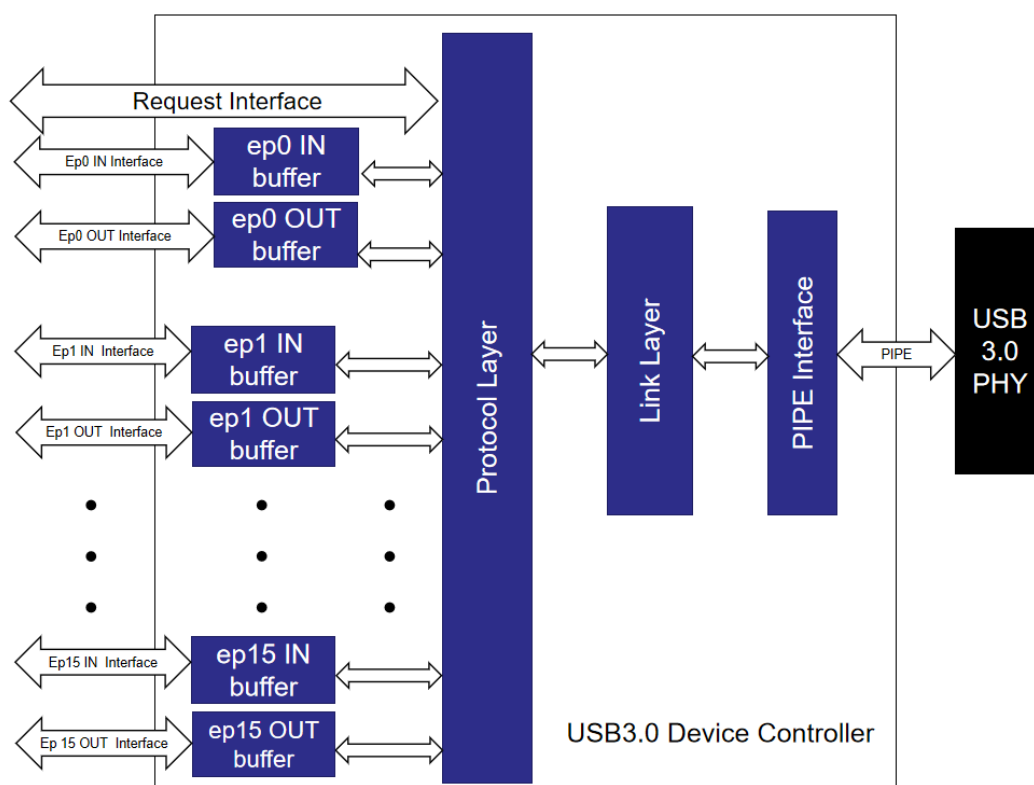 Request Interface
Ep0 IN Interface
ep0 IN
buffer
Ep0 OUT Interface
ep0 OUT
buffer
Ep1 IN Interface
ep1 IN
buffer
Ep1 OUT Interface
ep1 OUT
buffer
Ep15 IN Interface
ep15 IN
buffer
Ep 15 OUT Interface
ep15 OUT
buffer
Protocol Layer
Link Layer
PIPE Interface
PIPE
USB
3.0
PHY
USB3.0 Device Controller